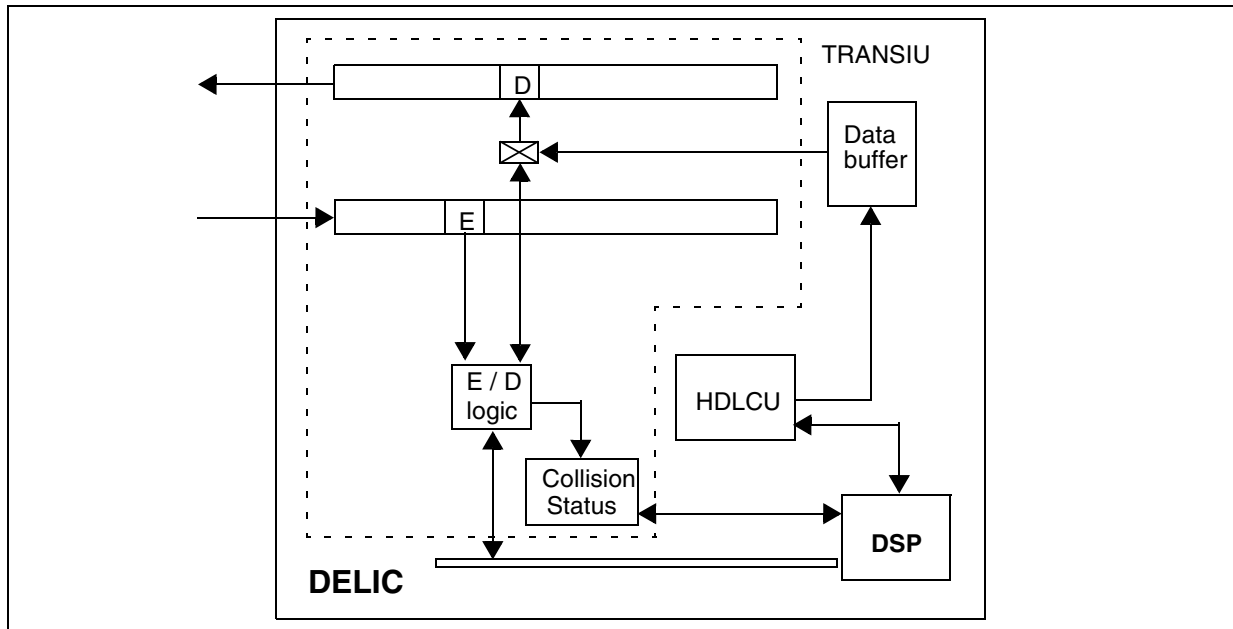 TRANSIU
D
Data
buffer
E
E / D
logic
HDLCU
Collision
Status
DSP
DELIC